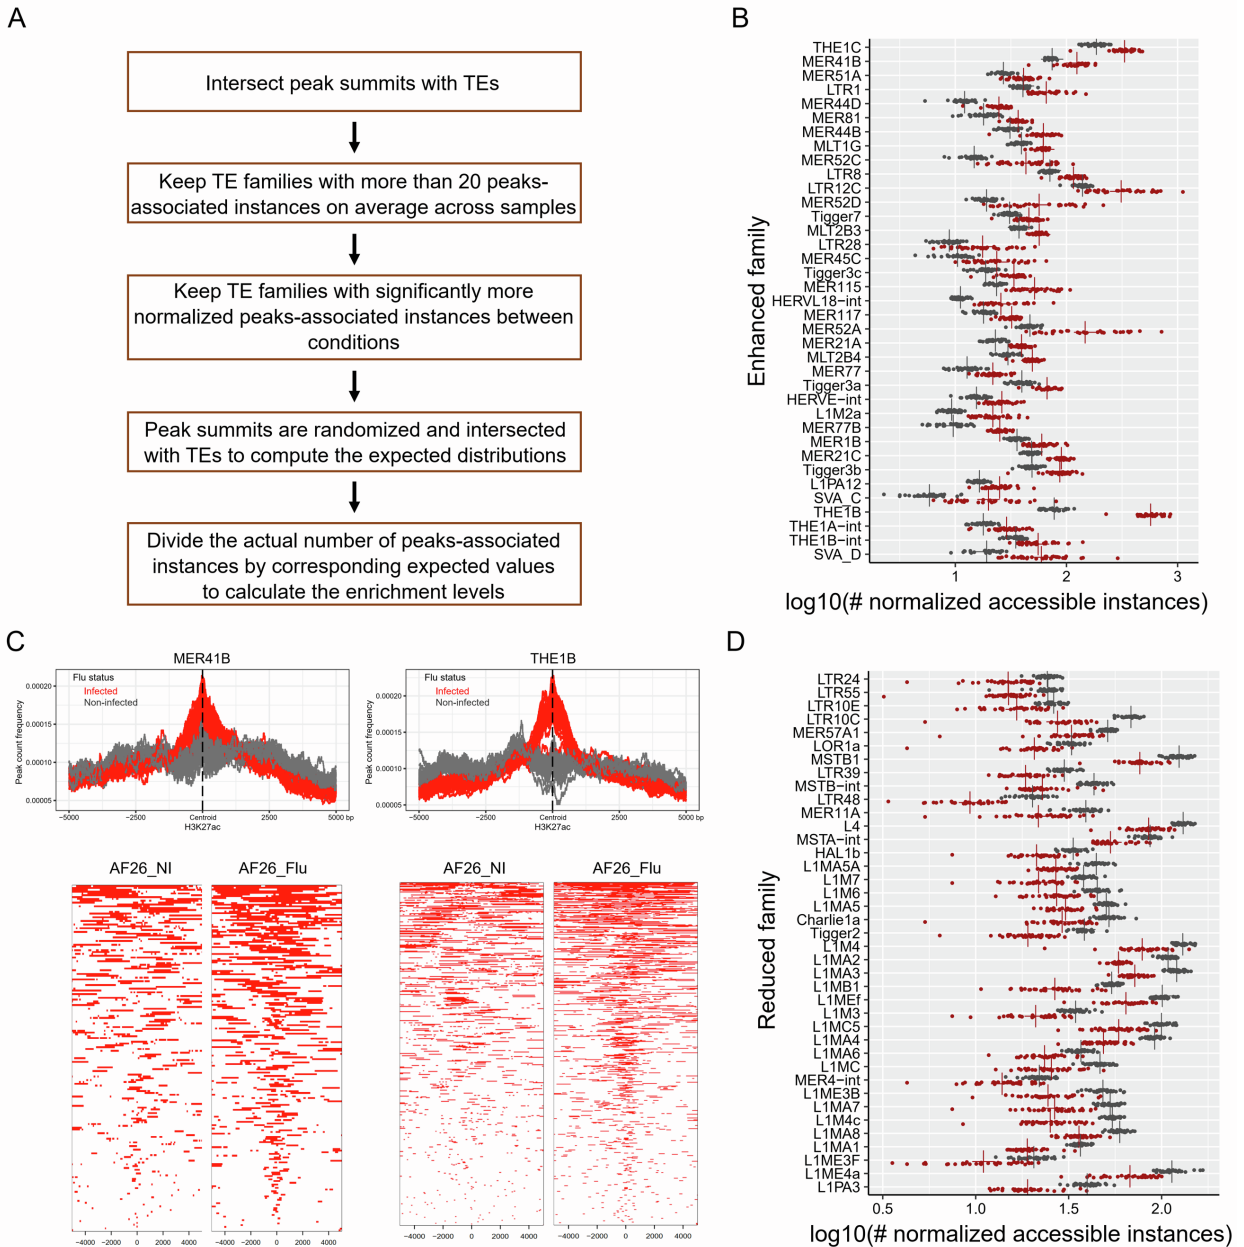 A
Intersect peak summits with TEs
Keep TE families with more than 20 peaks-
associated instances on average across samples
Keep TE families with significantly more
normalized peaks-associated instances between
conditions
Peak summits are randomized and intersected
with TEs to compute the expected distributions
Divide the actual number of peaks-associated
instances by corresponding expected values
to calculate the enrichment levels
B
Enhanced family
THE1C
MER41B
MER51A
LTR1
MER44D
MER81
MER44B
MLT1G
MER52C
LTR8
LTR12C
MER52D
Tigger7
MLT2B3
LTR28
MER45C
Tigger3c
MER115
HERVL18-int
MER117
MER52A
MER21A
MLT2B4
MER77
Tigger3a
HERVE-int
L1M2a
MER77B
MER1B
MER21C
Tigger3b
L1PA12
SVA_C
THE1B
THE1A-int
THE1B-int
SVA_D
1 2 3
log10(# normalized accessible instances)
C
MER41B
Flu status
Infected
Non-infected
Peak count frequency
0.00020
0.00015
0.00010
0.00005
-5000 -2500 Centroid 2500 5000 bp
H3K27ac
THE1B
Flu status
Infected
Non-infected
Peak count frequency
0.00020
0.00015
0.00010
0.00005
-5000 -2500 Centroid 2500 5000 bp
H3K27ac
AF26_NI AF26_Flu
-4000 -2000 0 2000 4000 -4000 -2000 0 2000 4000
AF26_NI AF26_Flu
-4000 -2000 0 2000 4000 -4000 -2000 0 2000 4000
D
Reduced family
LTR24
LTR55
LTR10E
LTR10C
MER57A1
LOR1a
MSTB1
LTR39
MSTB-int
LTR48
MER11A
L4
MSTA-int
HAL1b
L1MA5A
L1M7
L1M6
L1MA5
Charlie1a
Tigger2
L1M4
L1MA2
L1MA3
L1MB1
L1MEf
L1M3
L1MC5
L1MA4
L1MA6
L1MC
MER4-int
L1ME3B
L1MA7
L1M4c
L1MA8
L1MA1
L1ME3F
L1ME4a
L1PA3
0.5 1.0 1.5 2.0
log10(# normalized accessible instances)